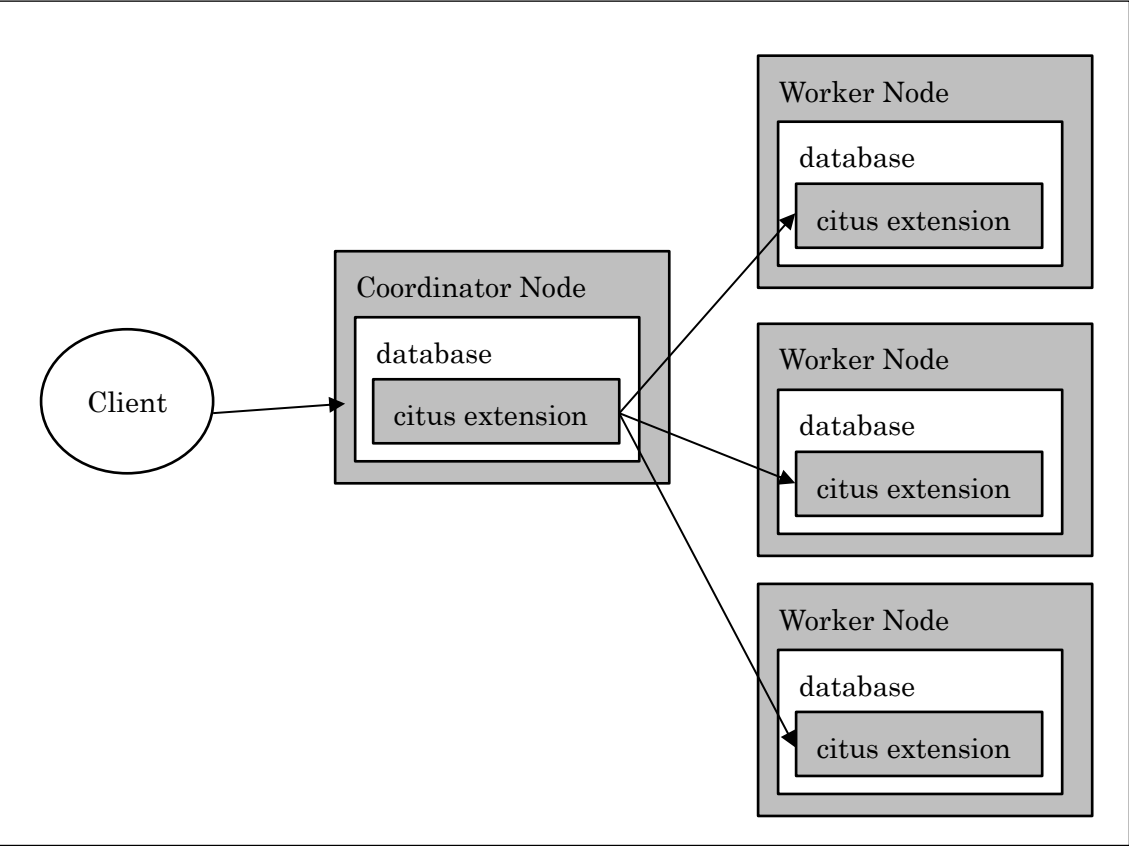 Client
Coordinator Node
database
citus extension
Worker Node
database
citus extension
Worker Node
database
citus extension
Worker Node
database
citus extension